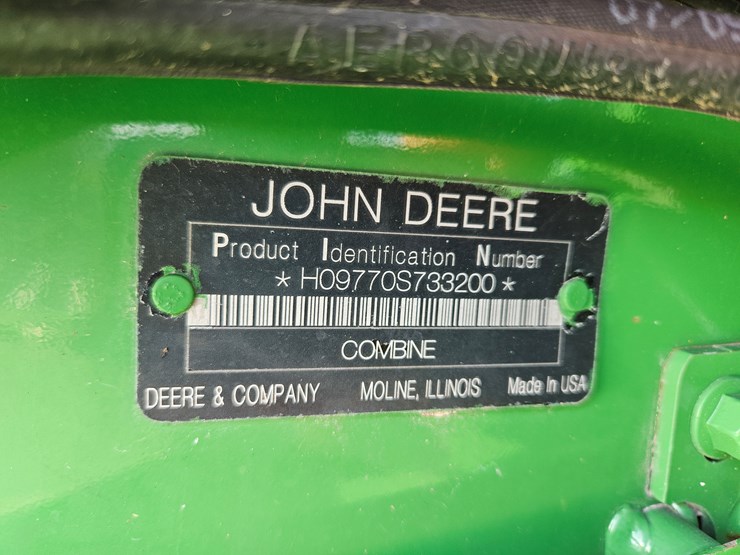 JOHN DEERE
Product Identification Number
* H09770S733200 *
COMBINE
DEERE & COMPANY MOLINE, ILLINOIS Made In USA